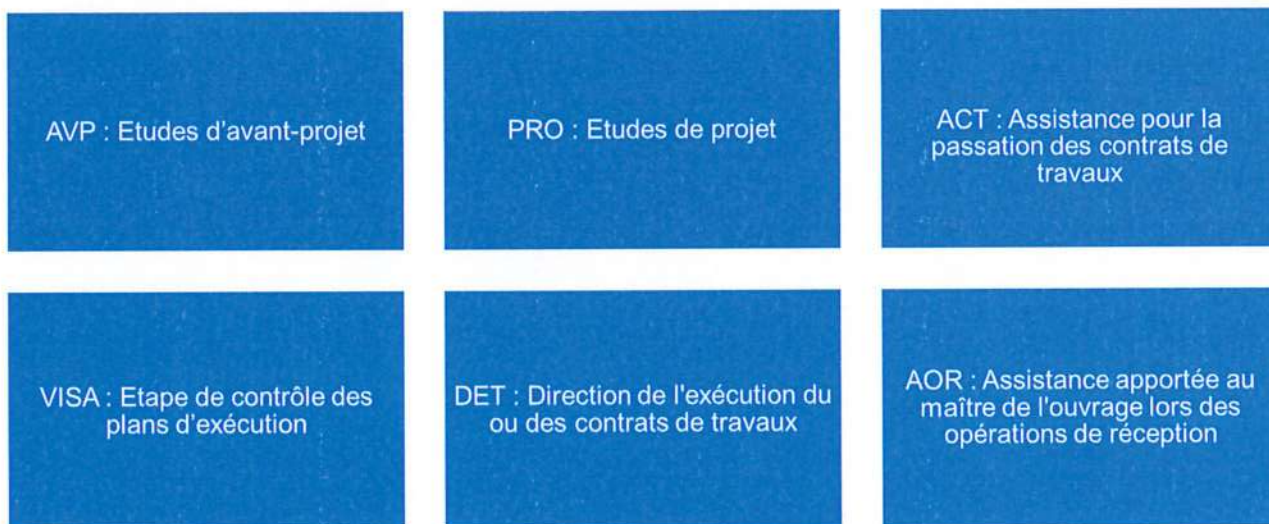 AVP : Etudes d'avant-projet
PRO : Etudes de projet
ACT : Assistance pour la
passation des contrats de
travaux
VISA : Etape de contrôle des
plans d'exécution
DET : Direction de l'exécution du
ou des contrats de travaux
AOR : Assistance apportée au
maître de l'ouvrage lors des
opérations de réception